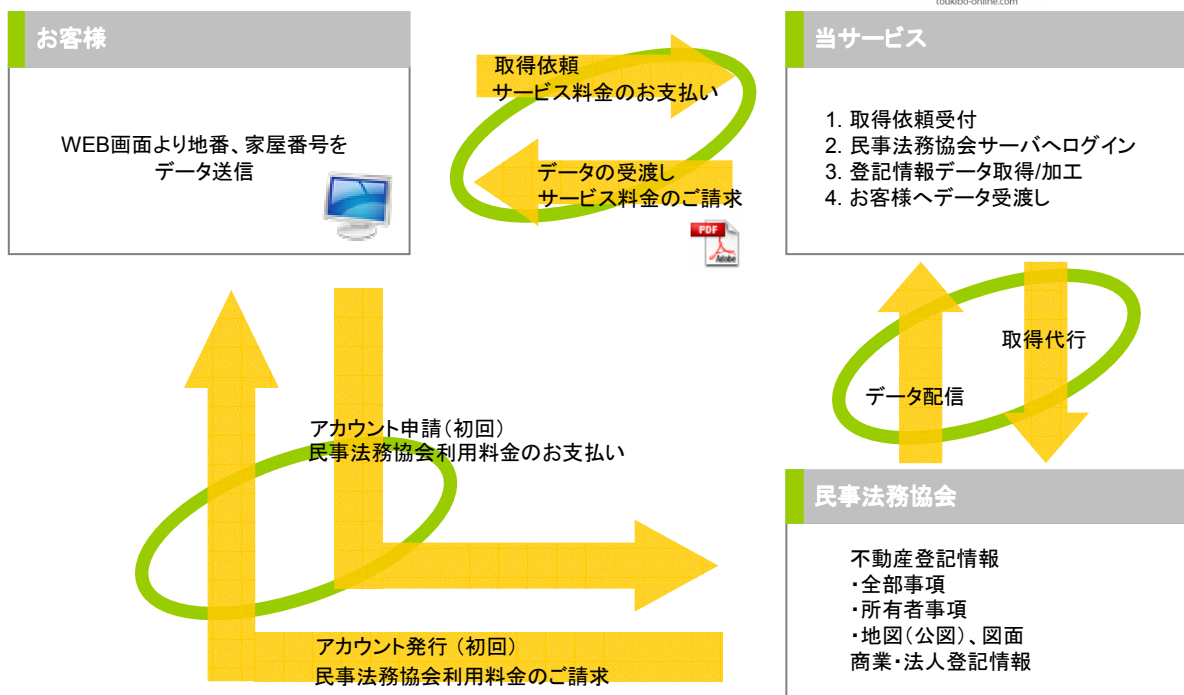 toukibo-online.com
お客様
WEB画面より地番、家屋番号を
データ送信
取得依頼
サービス料金のお支払い
データの受渡し
サービス料金のご請求
PDF
Adobe
当サービス
1. 取得依頼受付
2. 民事法務協会サーバへログイン
3. 登記情報データ取得/加工
4. お客様へデータ受渡し
取得代行
データ配信
アカウント申請（初回）
民事法務協会利用料金のお支払い
アカウント発行（初回）
民事法務協会利用料金のご請求
民事法務協会
不動産登記情報
・全部事項
・所有者事項
・地図（公図）、図面
商業・法人登記情報